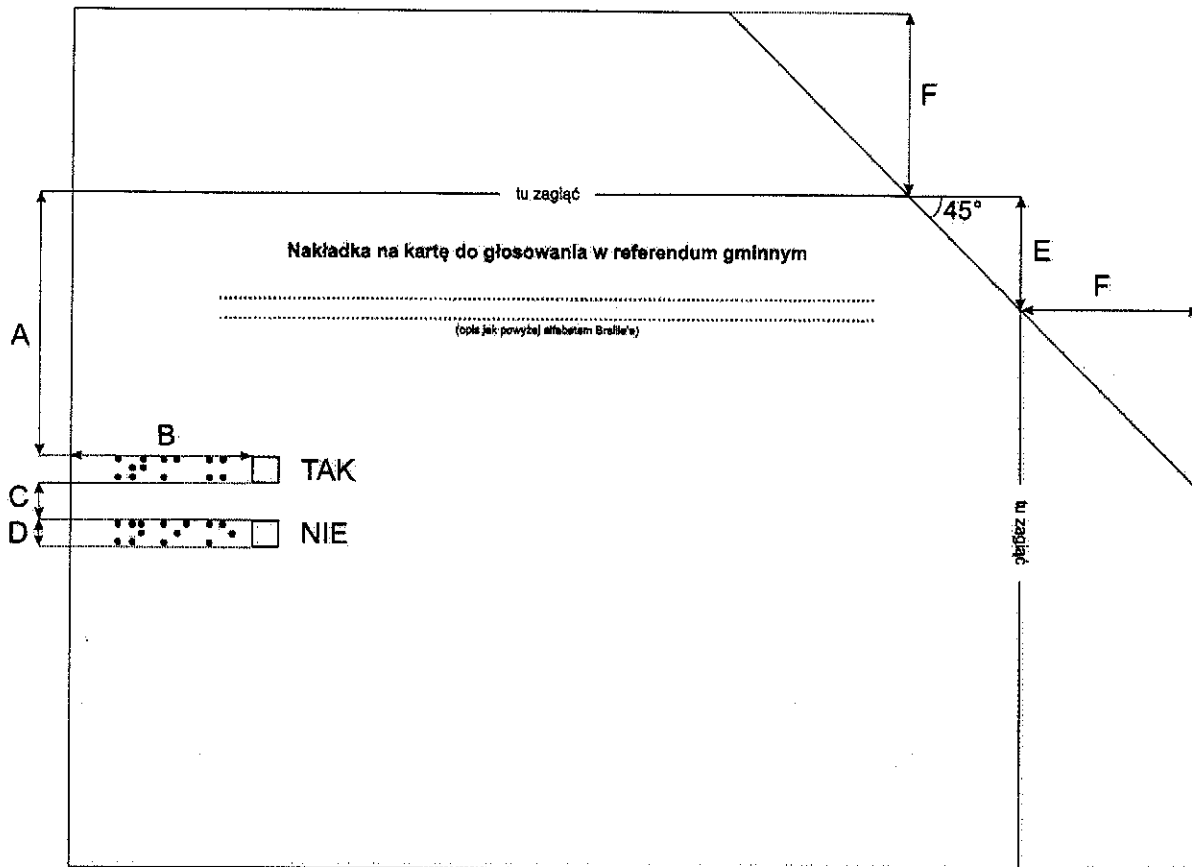 F
tu zagiąć
45°
Nakładka na kartę do głosowania w referendum gminnym
E
F
(opis jak powyżej alfabetem Braille'a)
A
B
TAK
C
D
NIE
tu zagiąć